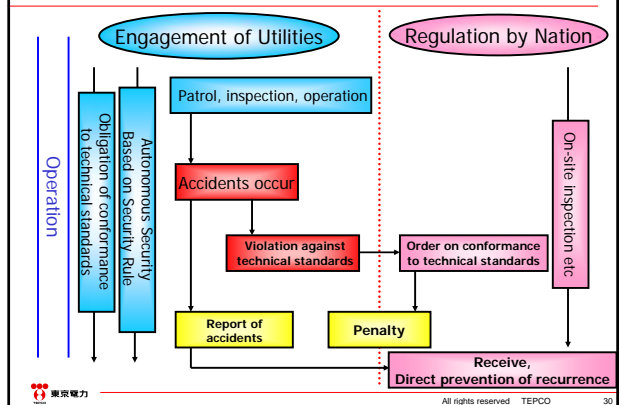 Engagement of Utilities
Regulation by Nation
Operation
Obligation of conformance
to technical standards
Autonomous Security
Based on Security Rule
Patrol, inspection, operation
Accidents occur
Violation against
technical standards
Order on conformance
to technical standards
On-site inspection etc
Report of
accidents
Penalty
Receive,
Direct prevention of recurrence
東京電力
TEPCO
All rights reserved TEPCO
30